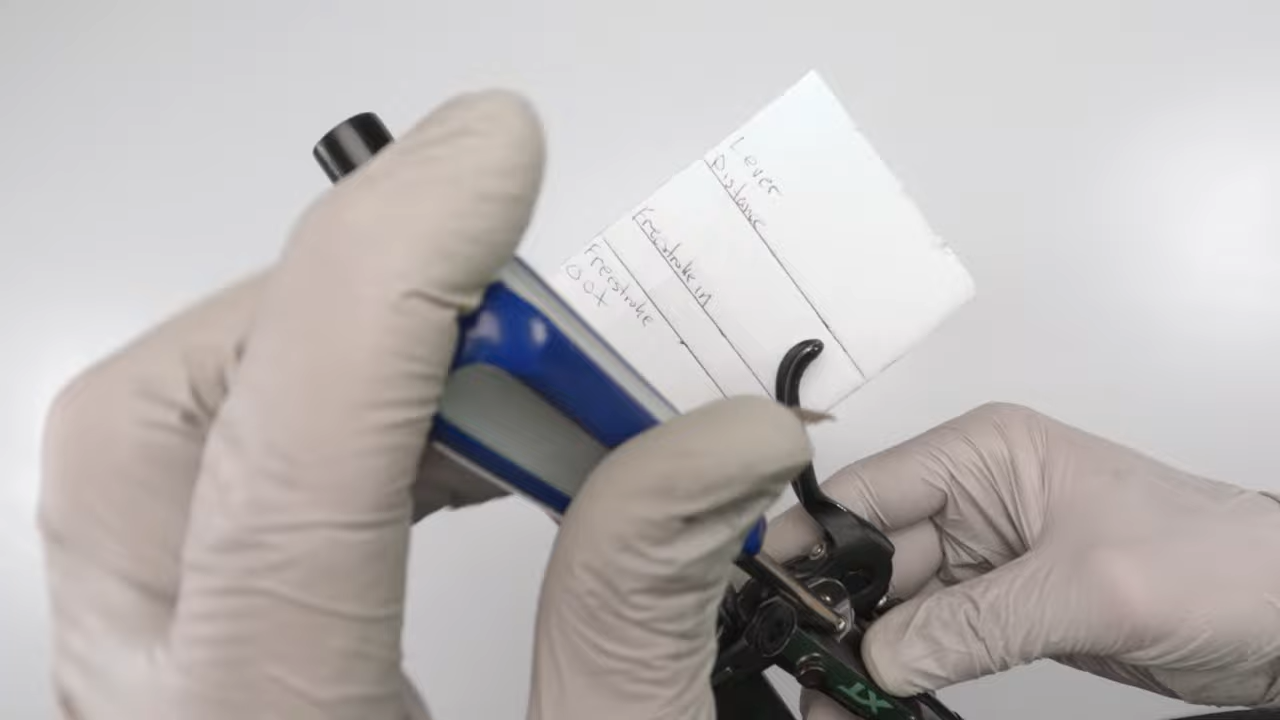 Lever
Distance
Freestroke in
Freestroke
out
XT